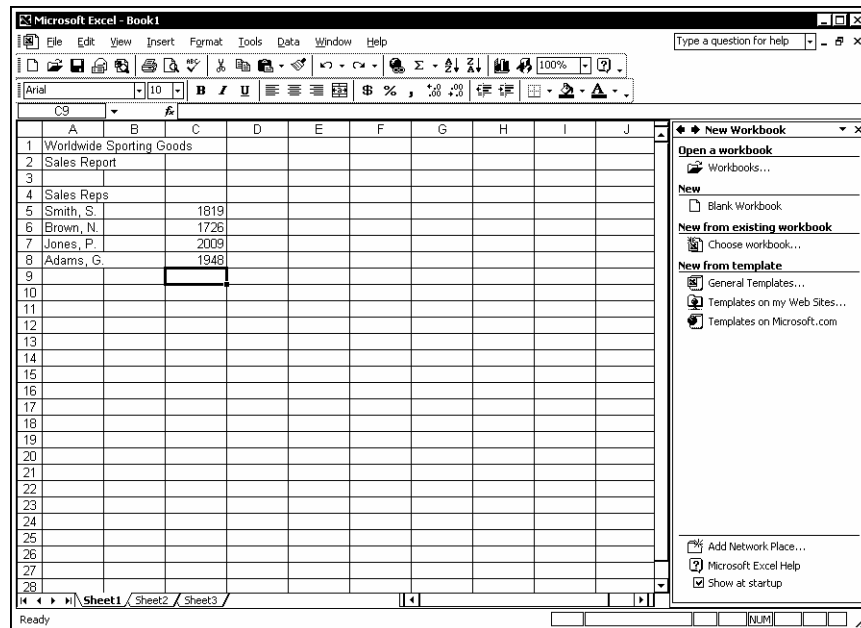 Microsoft Excel - Book1
File Edit View Insert Format Tools Data Window Help Type a question for help
100%
Arial 10 B I U $ % ,
C9 fx
A B C D E F G H I J
1 Worldwide Sporting Goods
2 Sales Report
3
4 Sales Reps
5 Smith, S. 1819
6 Brown, N. 1726
7 Jones, P. 2009
8 Adams, G. 1948
9
10
11
12
13
14
15
16
17
18
19
20
21
22
23
24
25
26
27
28
New Workbook
Open a workbook
Workbooks...
New
Blank Workbook
New from existing workbook
Choose workbook...
New from template
General Templates...
Templates on my Web Sites...
Templates on Microsoft.com
Add Network Place...
Microsoft Excel Help
Show at startup
Sheet1 Sheet2 Sheet3
Ready NUM